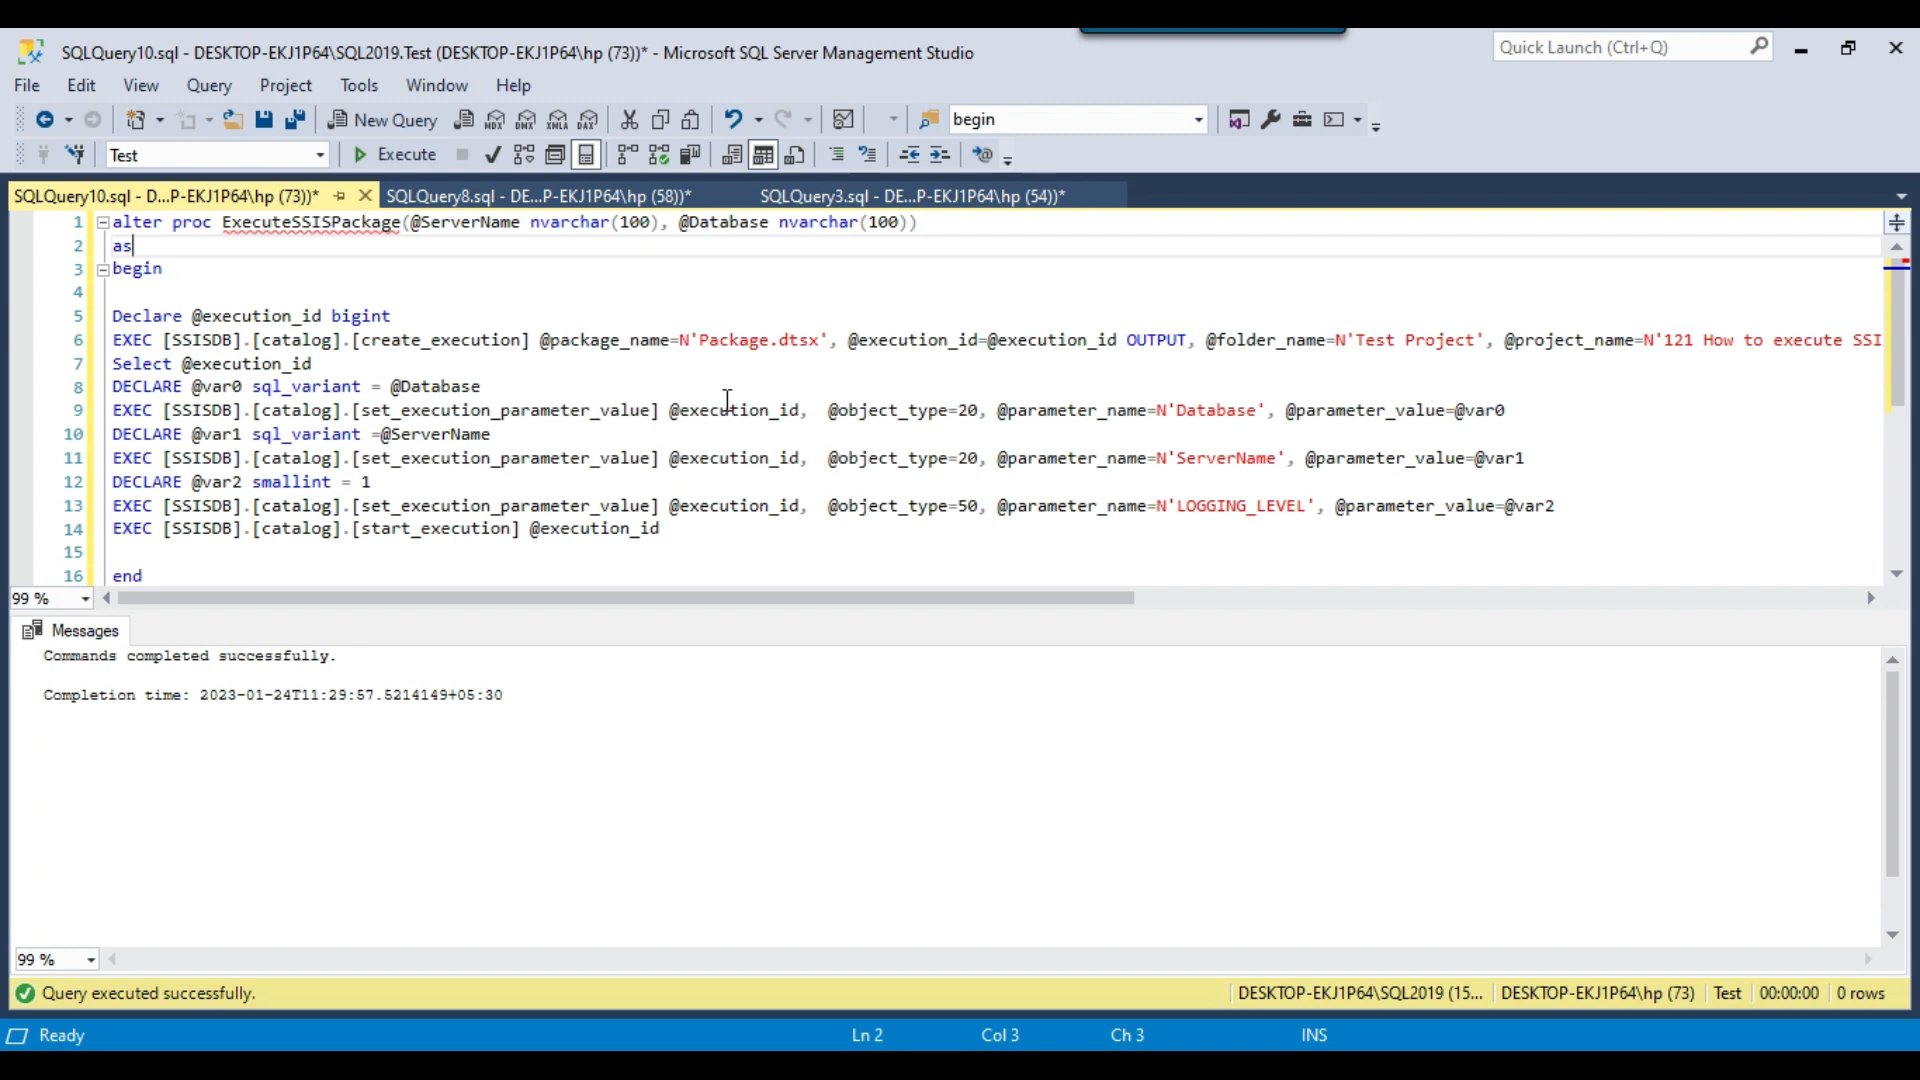 SQLQuery10.sql - DESKTOP-EKJ1P64\SQL2019.Test (DESKTOP-EKJ1P64\hp (73))* - Microsoft SQL Server Management Studio
Quick Launch (Ctrl+Q)
File Edit View Query Project Tools Window Help
New Query MDX DMX XMLA DAX begin
Test Execute
SQLQuery10.sql - D...P-EKJ1P64\hp (73))* SQLQuery8.sql - DE...P-EKJ1P64\hp (58))* SQLQuery3.sql - DE...P-EKJ1P64\hp (54))*
1 alter proc ExecuteSSISPackage(@ServerName nvarchar(100), @Database nvarchar(100))
2 as
3 begin
4
5 Declare @execution_id bigint
6 EXEC [SSISDB].[catalog].[create_execution] @package_name=N'Package.dtsx', @execution_id=@execution_id OUTPUT, @folder_name=N'Test Project', @project_name=N'121 How to execute SSI
7 Select @execution_id
8 DECLARE @var0 sql_variant = @Database
9 EXEC [SSISDB].[catalog].[set_execution_parameter_value] @execution_id, @object_type=20, @parameter_name=N'Database', @parameter_value=@var0
10 DECLARE @var1 sql_variant =@ServerName
11 EXEC [SSISDB].[catalog].[set_execution_parameter_value] @execution_id, @object_type=20, @parameter_name=N'ServerName', @parameter_value=@var1
12 DECLARE @var2 smallint = 1
13 EXEC [SSISDB].[catalog].[set_execution_parameter_value] @execution_id, @object_type=50, @parameter_name=N'LOGGING_LEVEL', @parameter_value=@var2
14 EXEC [SSISDB].[catalog].[start_execution] @execution_id
15
16 end
99 %
Messages
Commands completed successfully.
Completion time: 2023-01-24T11:29:57.5214149+05:30
99 %
Query executed successfully. DESKTOP-EKJ1P64\SQL2019 (15... DESKTOP-EKJ1P64\hp (73) Test 00:00:00 0 rows
Ready Ln 2 Col 3 Ch 3 INS